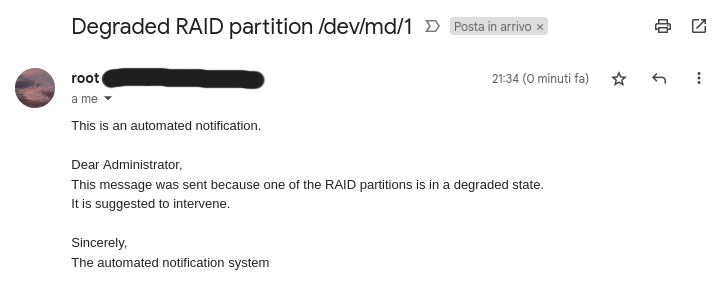 Degraded RAID partition /dev/md/1
Posta in arrivo ×
root
21:34 (0 minuti fa)
a me
This is an automated notification.
Dear Administrator,
This message was sent because one of the RAID partitions is in a degraded state.
It is suggested to intervene.
Sincerely,
The automated notification system